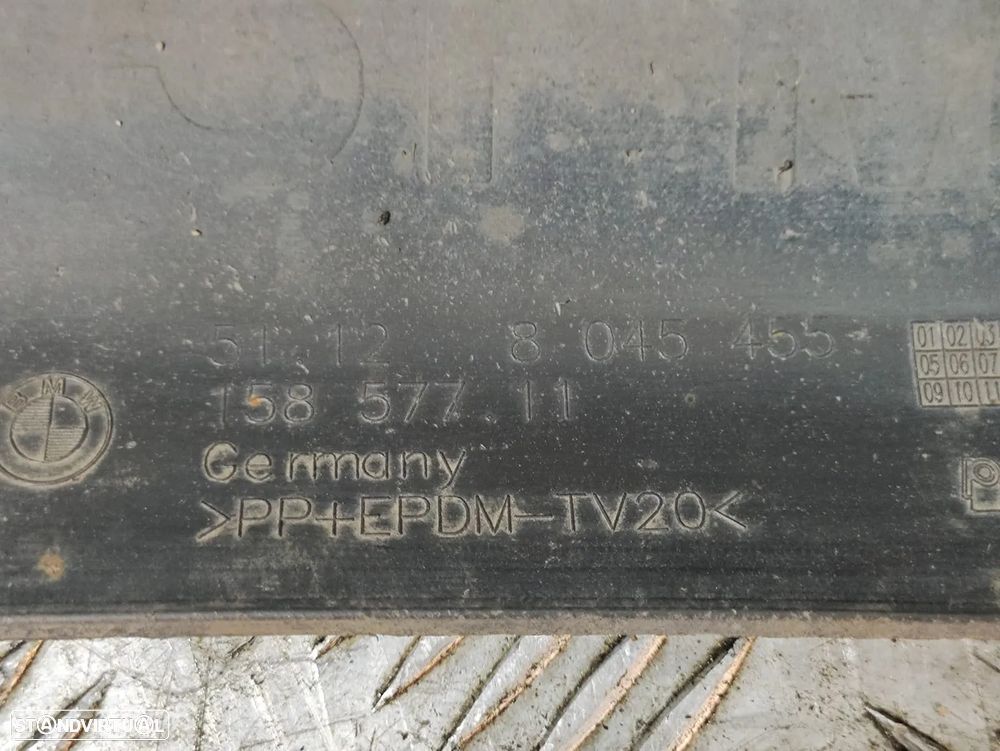 51.12 8 045 455
158 577.11
BMW
Germany
>PP+EPDM-TV20<
01 02 03
05 06 07
09 10 11
STANDVIRTUAL